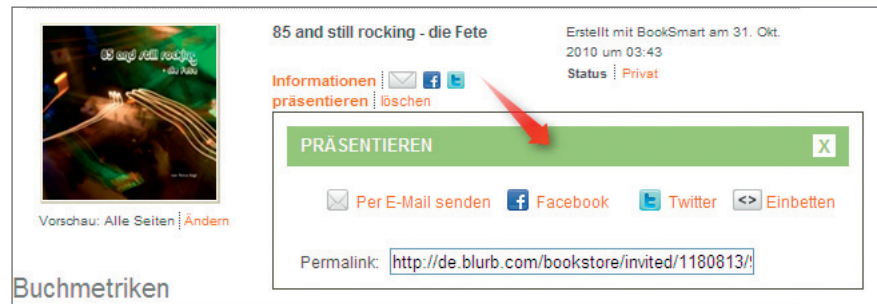 85 and still rocking
- die Fete
85 and still rocking - die Fete
Erstellt mit BookSmart am 31. Okt.
2010 um 03:43
Status Privat
Informationen
präsentieren löschen
PRÄSENTIEREN X
Per E-Mail senden Facebook Twitter <> Einbetten
Permalink: http://de.blurb.com/bookstore/invited/1180813/
Vorschau: Alle Seiten Ändern
Buchmetriken